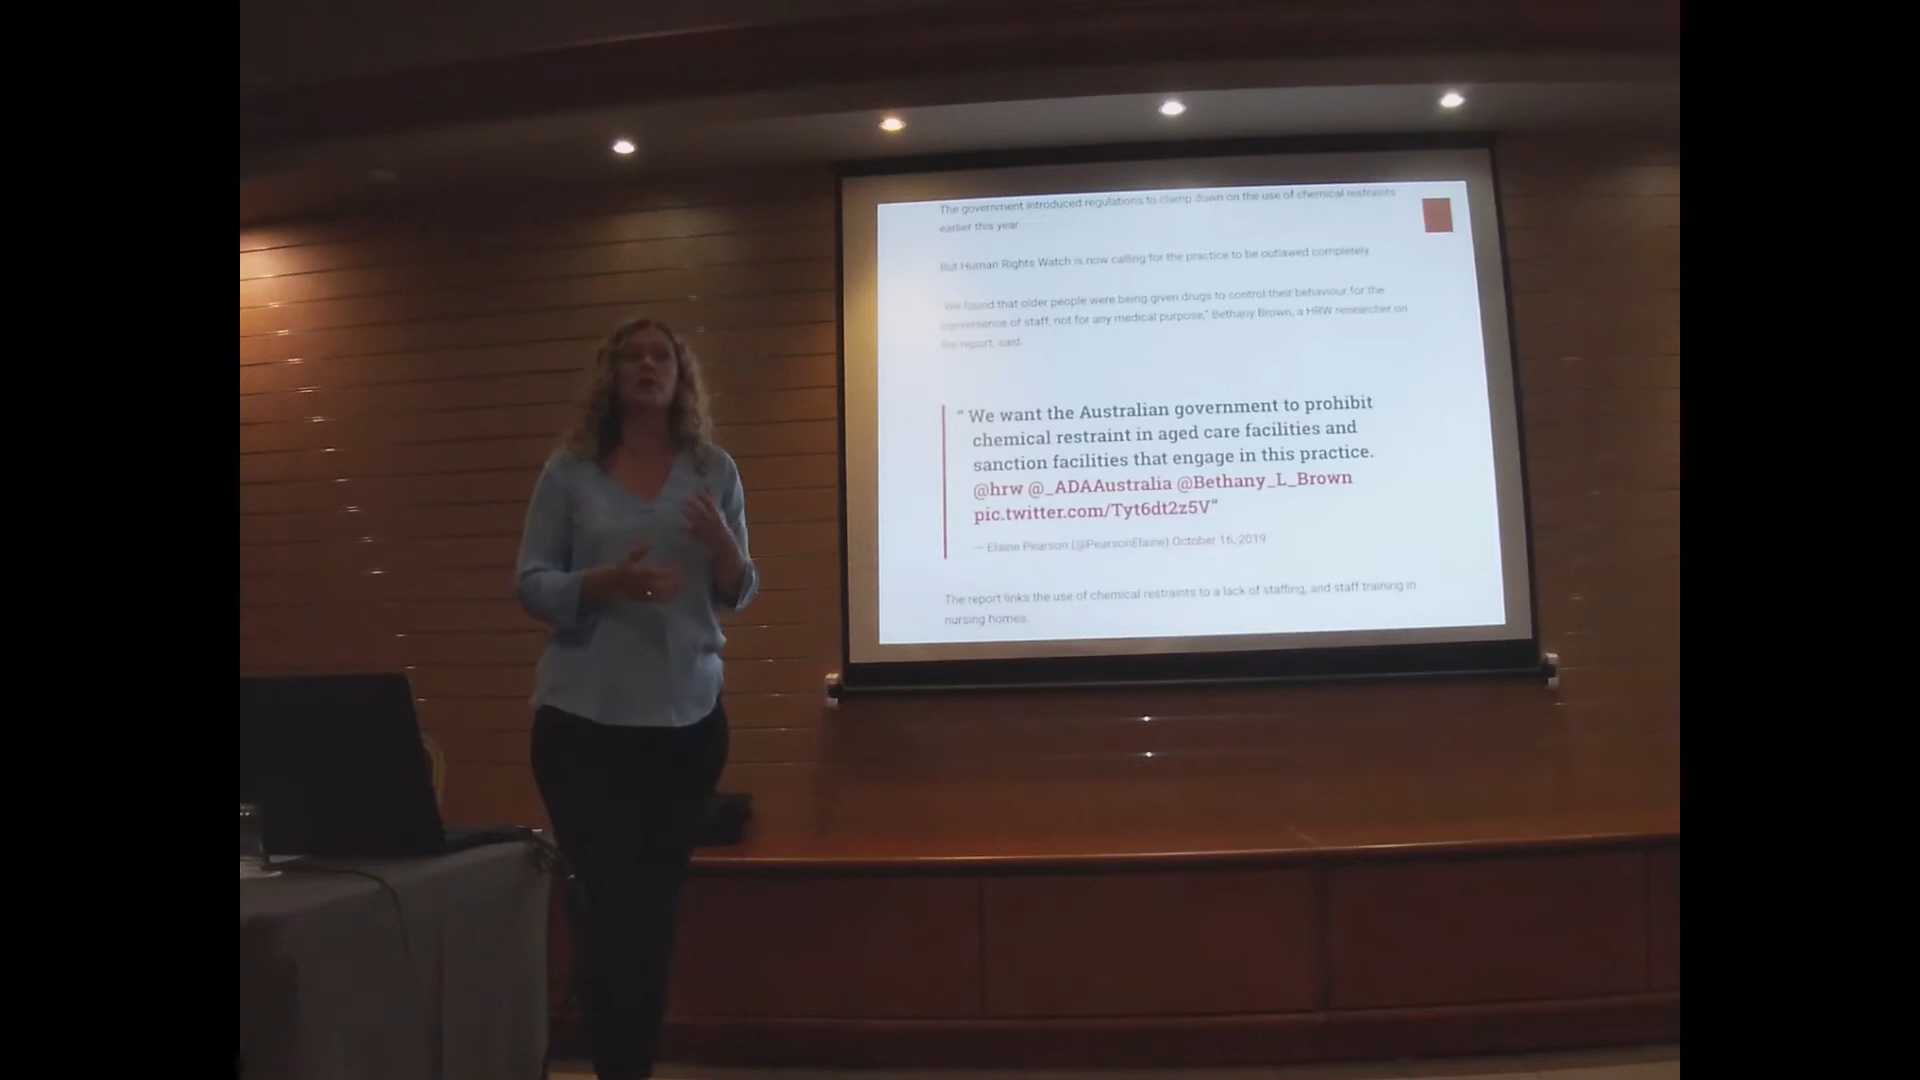 The government introduced regulations to clamp down on the use of chemical restraints
earlier this year.
But Human Rights Watch is now calling for the practice to be outlawed completely.
"We found that older people were being given drugs to control their behaviour for the
convenience of staff, not for any medical purpose," Bethany Brown, a HRW researcher on
the report, said.
“ We want the Australian government to prohibit
chemical restraint in aged care facilities and
sanction facilities that engage in this practice.
@hrw @_ADAAustralia @Bethany_L_Brown
pic.twitter.com/Tyt6dt2z5V”
— Elaine Pearson (@PearsonElaine) October 16, 2019
The report links the use of chemical restraints to a lack of staffing, and staff training in
nursing homes.